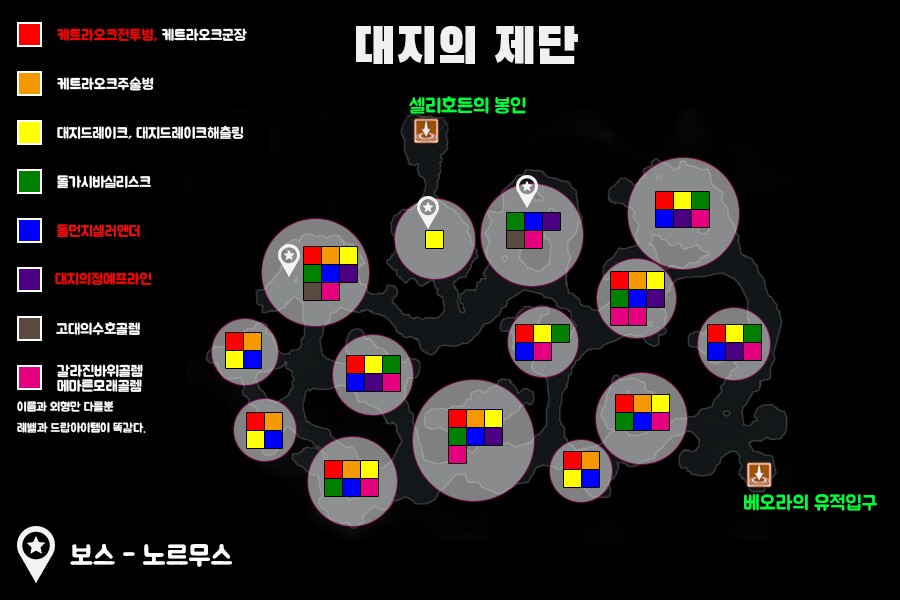 대지의 제단
케트라오크전투병, 케트라오크군장
케트라오크주술병
대지드레이크, 대지드레이크해츨링
돌가시바실리스크
돌먼지샐러맨더
대지의정예프라인
고대의수호골렘
갈라진바위골렘
메마른모래골렘
이름과 외형만 다를뿐
레벨과 드랍아이템이 똑같다.
셀리호든의 봉인
베오라의 유적입구
보스 - 노르무스